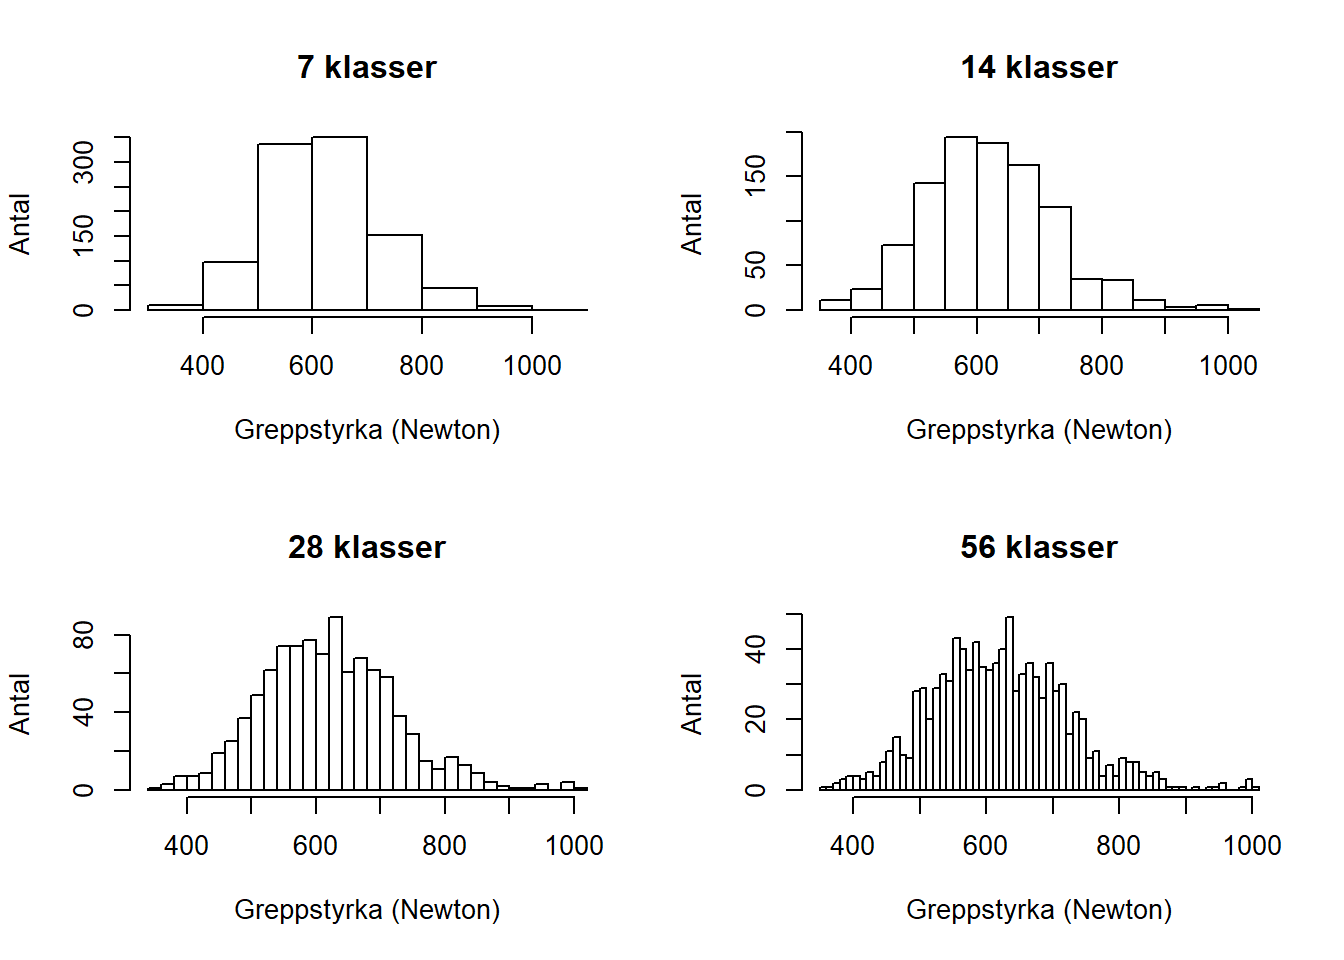 7 klasser
Antal
0
150
300
400 600 800 1000
Greppstyrka (Newton)
14 klasser
Antal
0
50
150
400 600 800 1000
Greppstyrka (Newton)
28 klasser
Antal
0
40
80
400 600 800 1000
Greppstyrka (Newton)
56 klasser
Antal
0
20
40
400 600 800 1000
Greppstyrka (Newton)